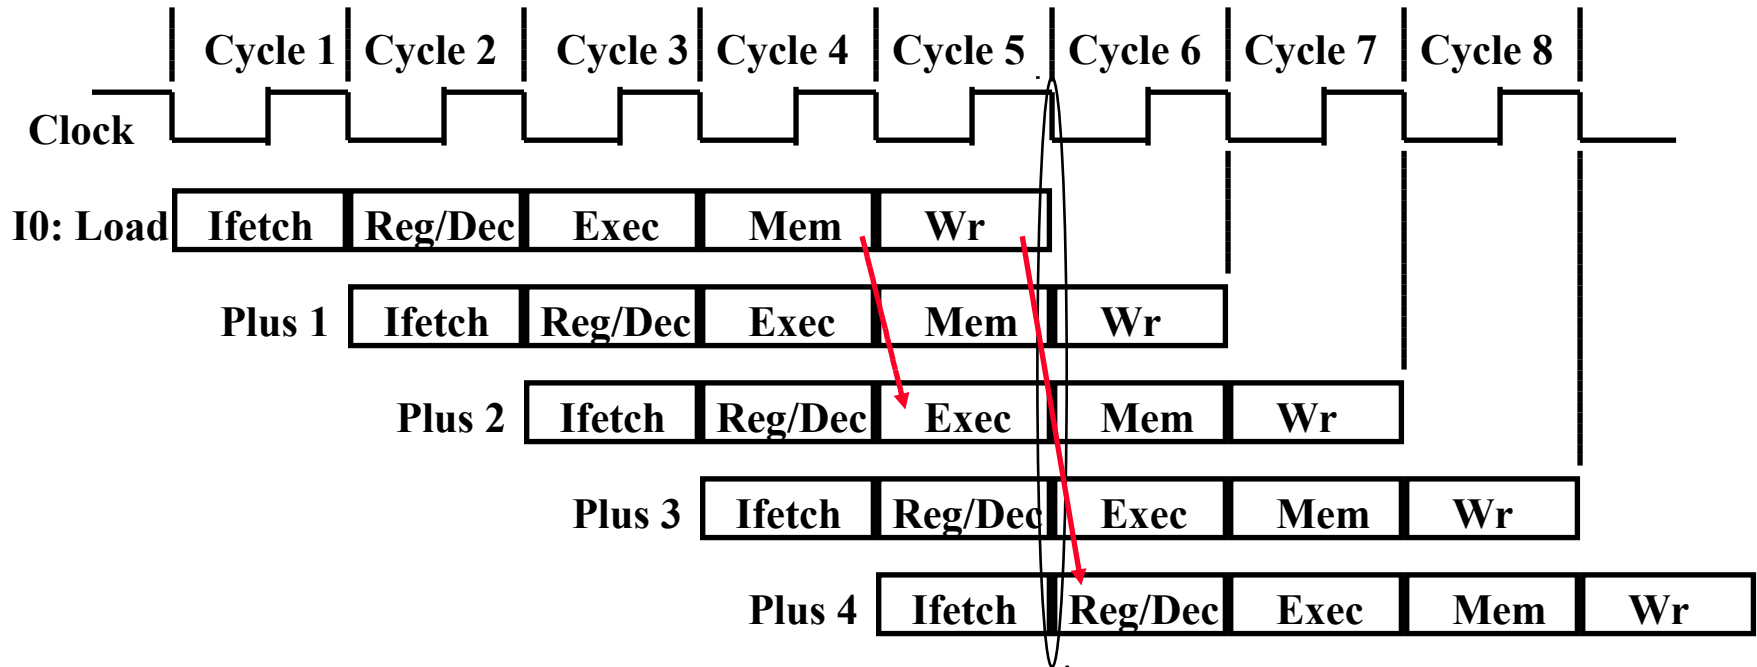 Cycle 1 Cycle 2 Cycle 3 Cycle 4 Cycle 5 Cycle 6 Cycle 7 Cycle 8
Clock
I0: Load Ifetch Reg/Dec Exec Mem Wr
Plus 1 Ifetch Reg/Dec Exec Mem Wr
Plus 2 Ifetch Reg/Dec Exec Mem Wr
Plus 3 Ifetch Reg/Dec Exec Mem Wr
Plus 4 Ifetch Reg/Dec Exec Mem Wr